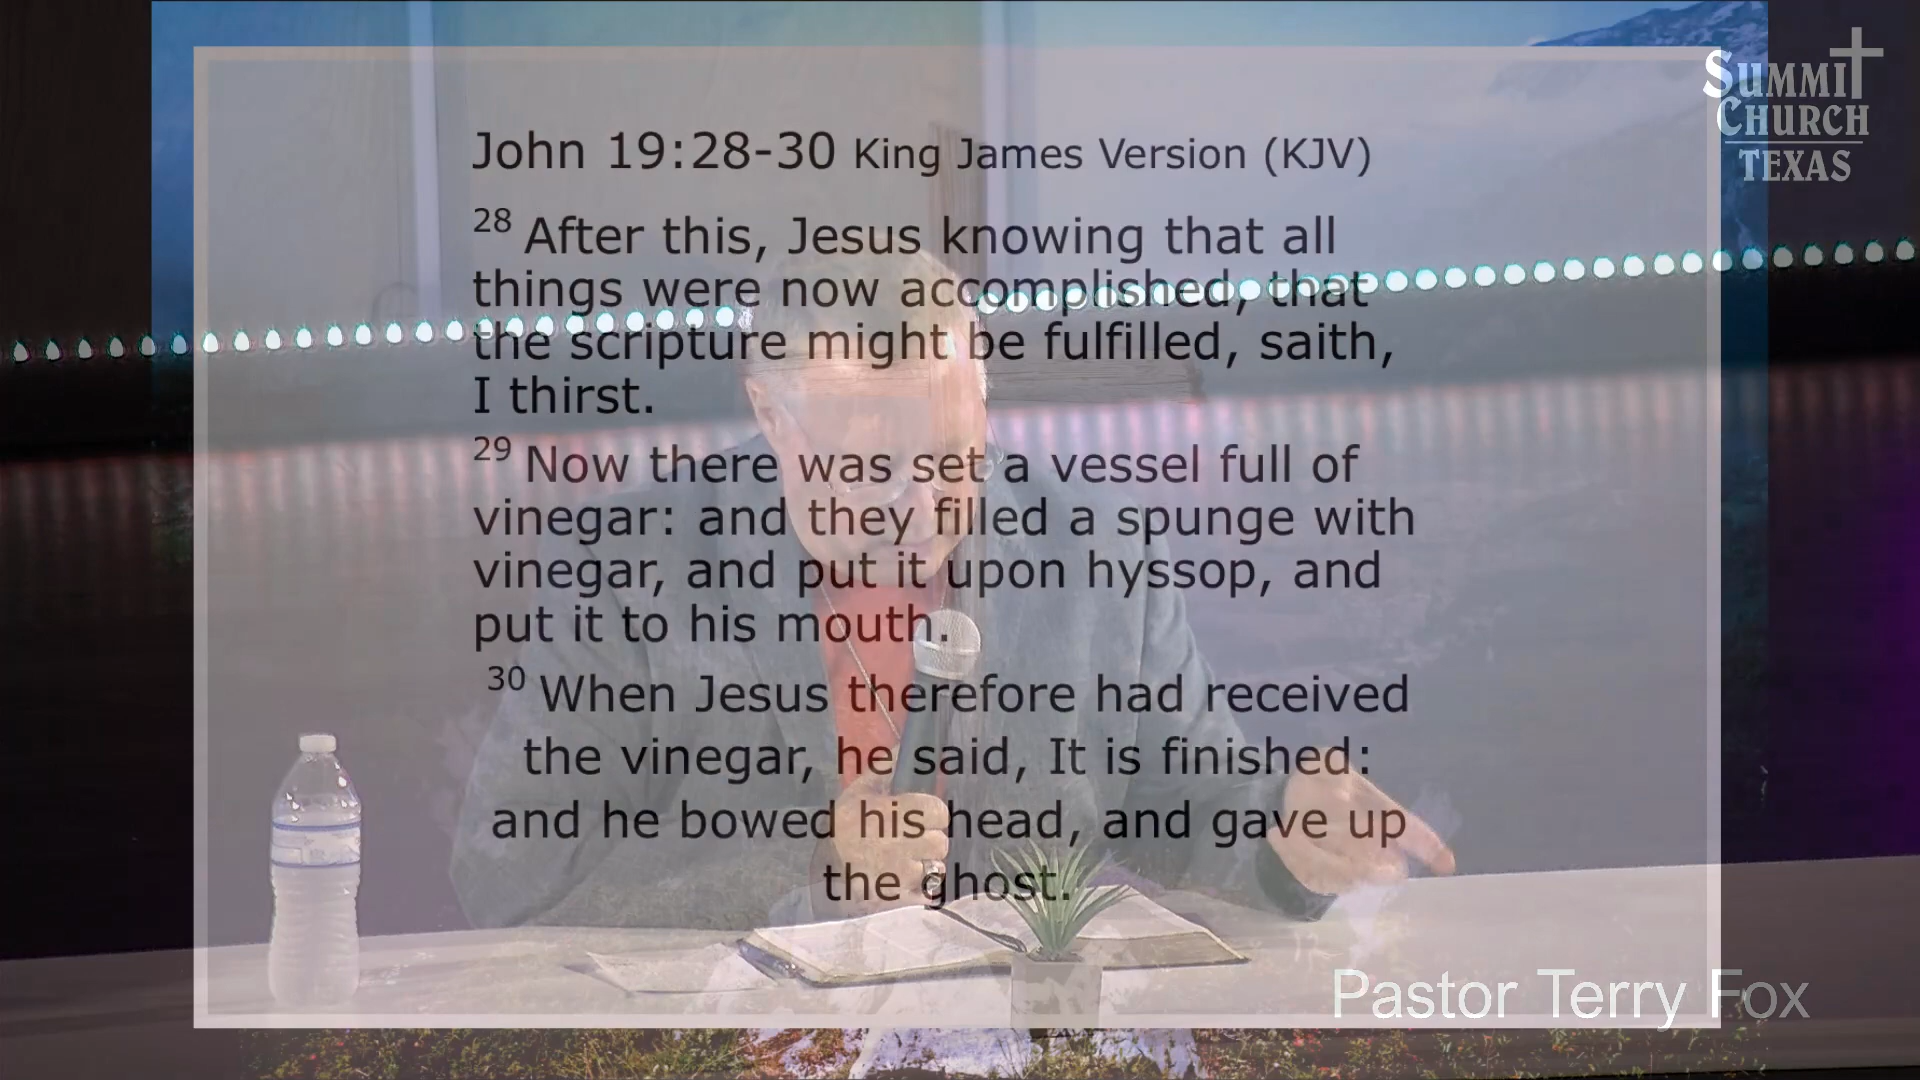 SUMMIT
CHURCH
TEXAS
John 19:28-30 King James Version (KJV)
28 After this, Jesus knowing that all
things were now accomplished, that
the scripture might be fulfilled, saith,
I thirst.
29 Now there was set a vessel full of
vinegar: and they filled a spunge with
vinegar, and put it upon hyssop, and
put it to his mouth.
30 When Jesus therefore had received
the vinegar, he said, It is finished:
and he bowed his head, and gave up
the ghost.
Pastor Terry Fox